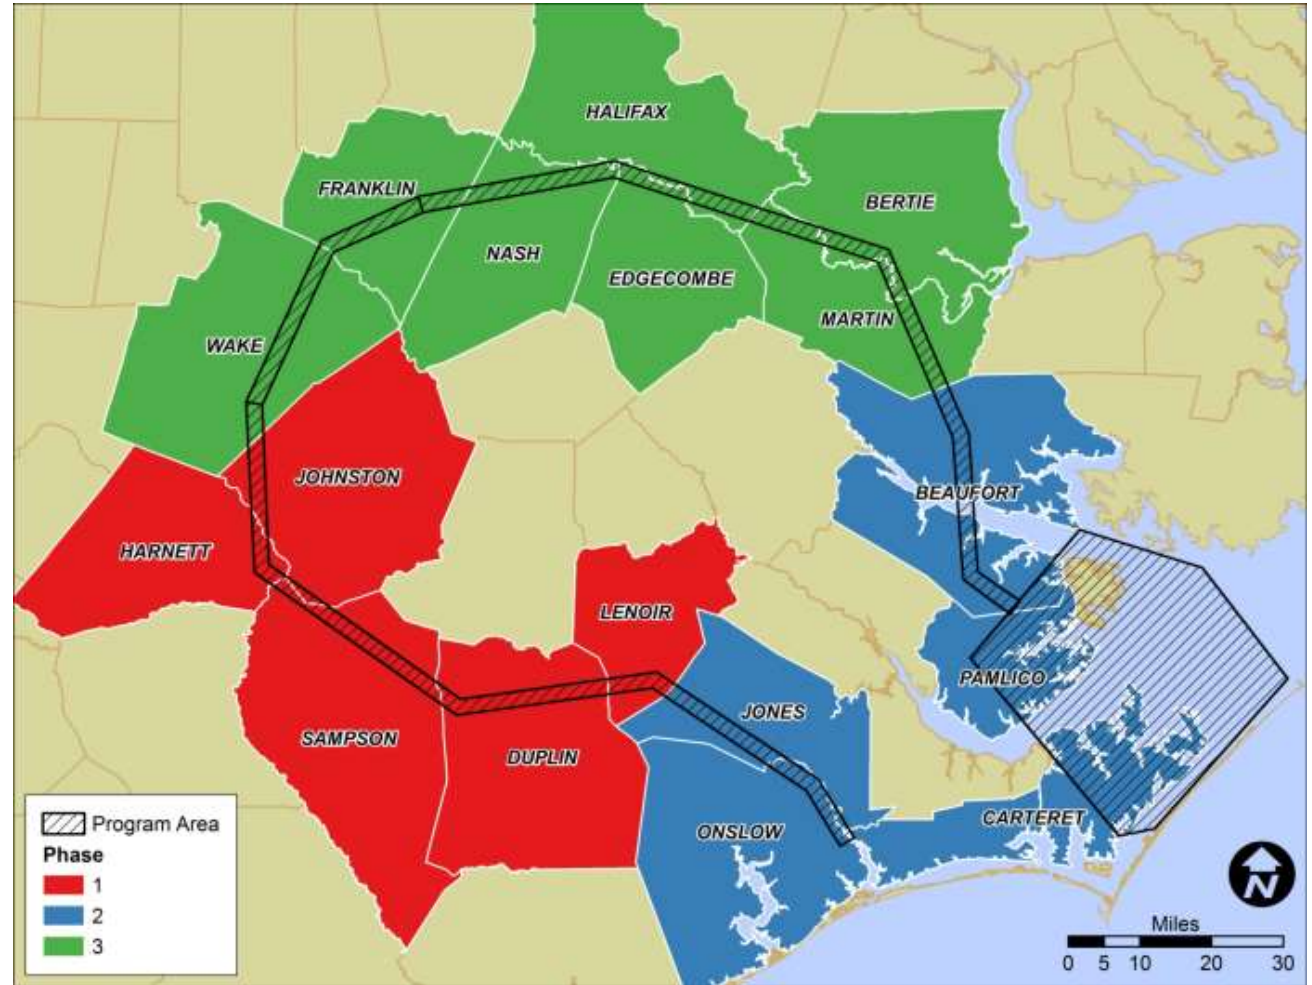 HALIFAX
FRANKLIN
BERTIE
NASH
EDGECOMBE
MARTIN
WAKE
JOHNSTON
BEAUFORT
HARNETT
LENOIR
PAMLICO
JONES
SAMPSON
DUPLIN
CARTERET
ONSLOW
Program Area
Phase
1
2
3
N
Miles
0 5 10 20 30